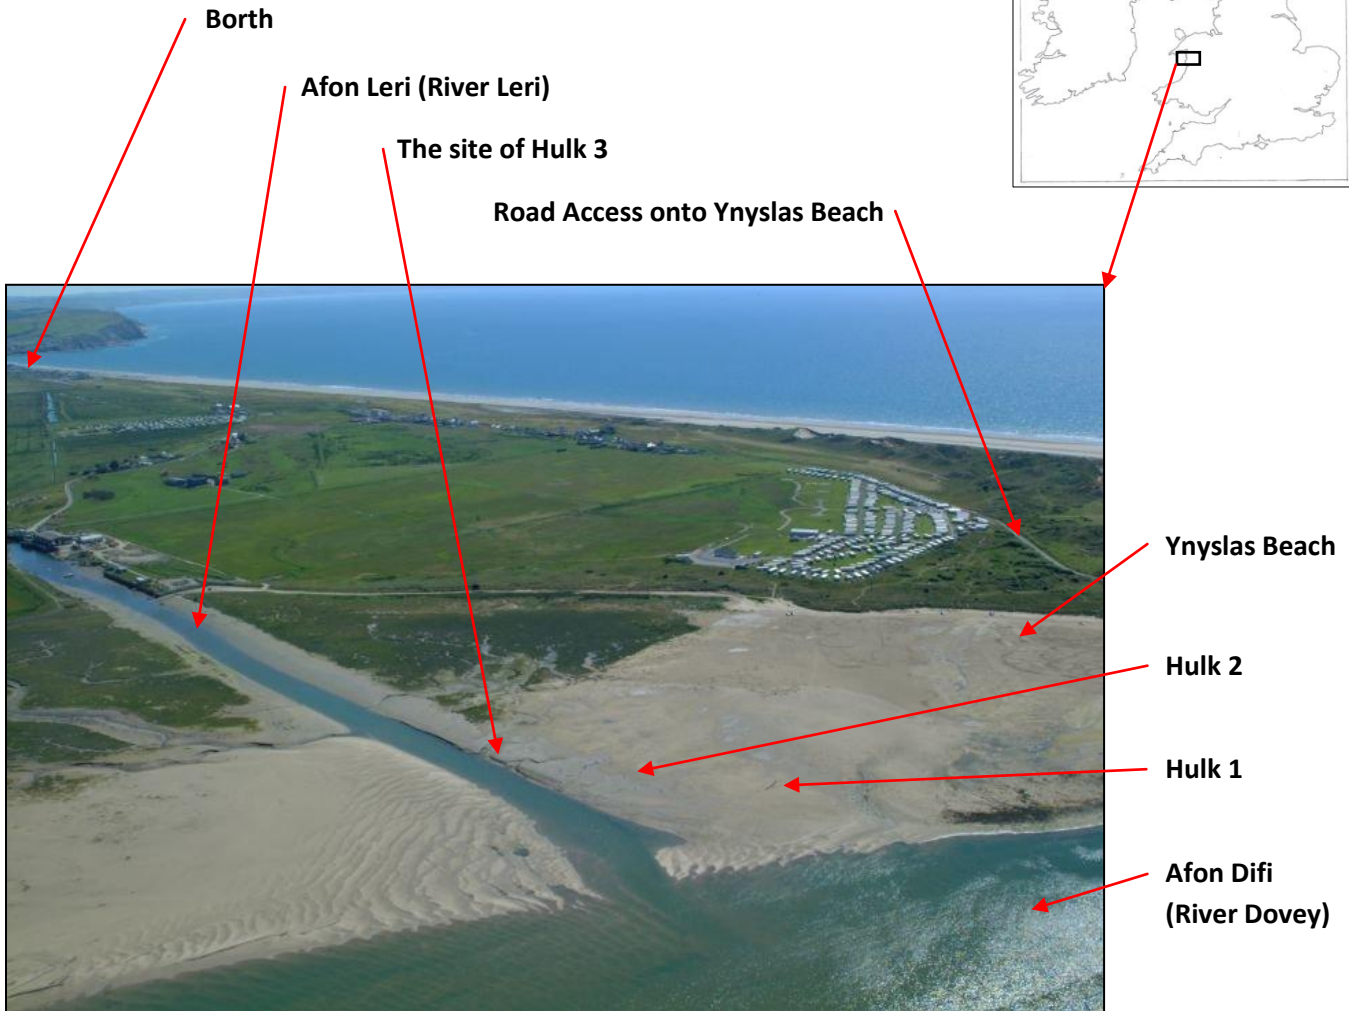 Borth
Afon Leri (River Leri)
The site of Hulk 3
Road Access onto Ynyslas Beach
Ynyslas Beach
Hulk 2
Hulk 1
Afon Difi
(River Dovey)